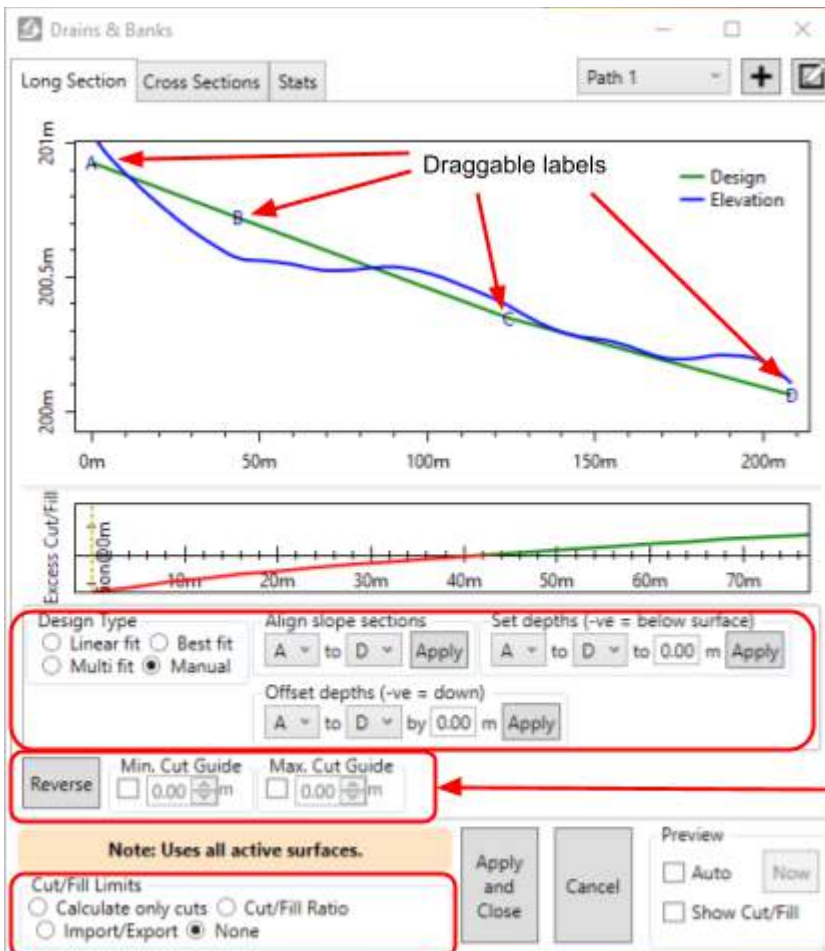 Drains & Banks
Long Section Cross Sections Stats Path 1
201m
A
Draggable labels
Design
Elevation
B
200.5m
C
D
200m
0m 50m 100m 150m 200m
Excess Cut/Fill
10m 20m 30m 40m 50m 60m 70m
Design Type
Linear fit Best fit
Multi fit Manual
Align slope sections
A to D Apply
Set depths (-ve = below surface)
A to D to 0.00 m Apply
Offset depths (-ve = down)
A to D by 0.00 m Apply
Reverse
Min. Cut Guide
0.00 m
Max. Cut Guide
0.00 m
Note: Uses all active surfaces.
Cut/Fill Limits
Calculate only cuts Cut/Fill Ratio
Import/Export None
Apply
and
Close
Cancel
Preview
Auto Now
Show Cut/Fill